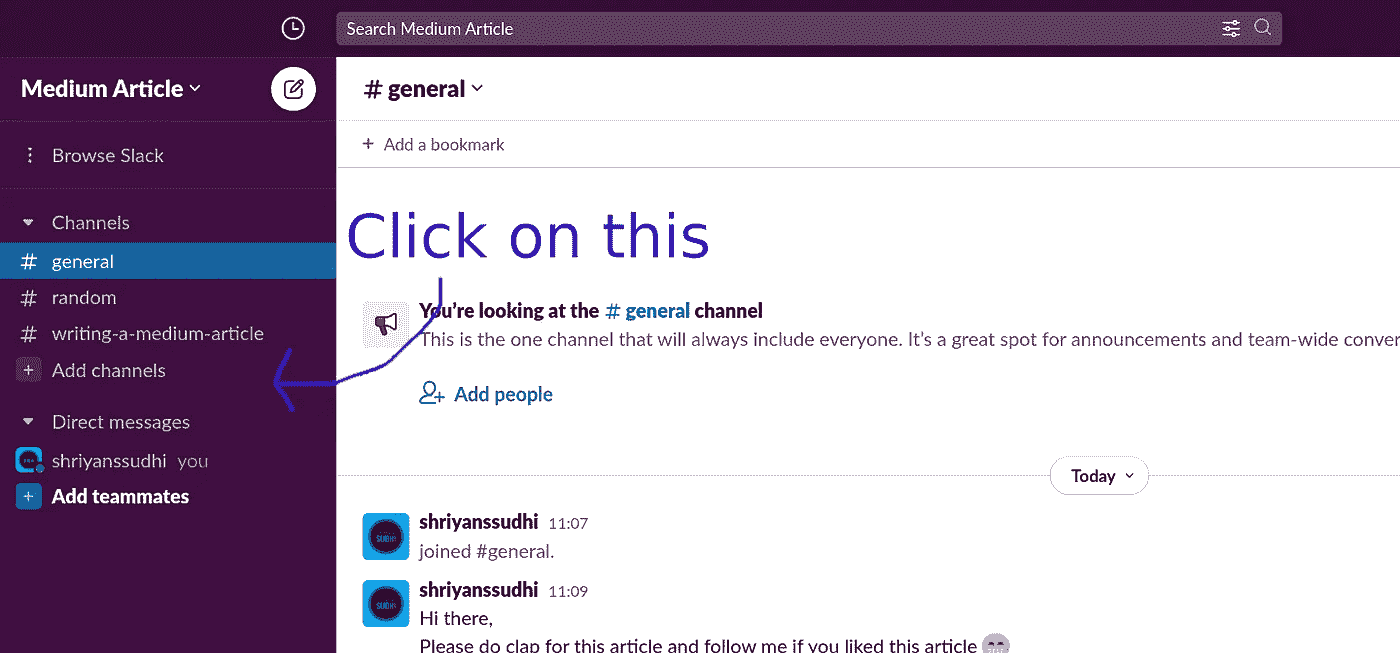 Search Medium Article
Medium Article
# general
+ Add a bookmark
Browse Slack
Channels
# general
# random
# writing-a-medium-article
+ Add channels
Direct messages
shriyanssudhi you
+ Add teammates
Click on this
You’re looking at the # general channel
This is the one channel that will always include everyone. It’s a great spot for announcements and team-wide conver
Add people
Today
shriyanssudhi 11:07
joined #general.
shriyanssudhi 11:09
Hi there,
Please do clap for this article and follow me if you liked this article